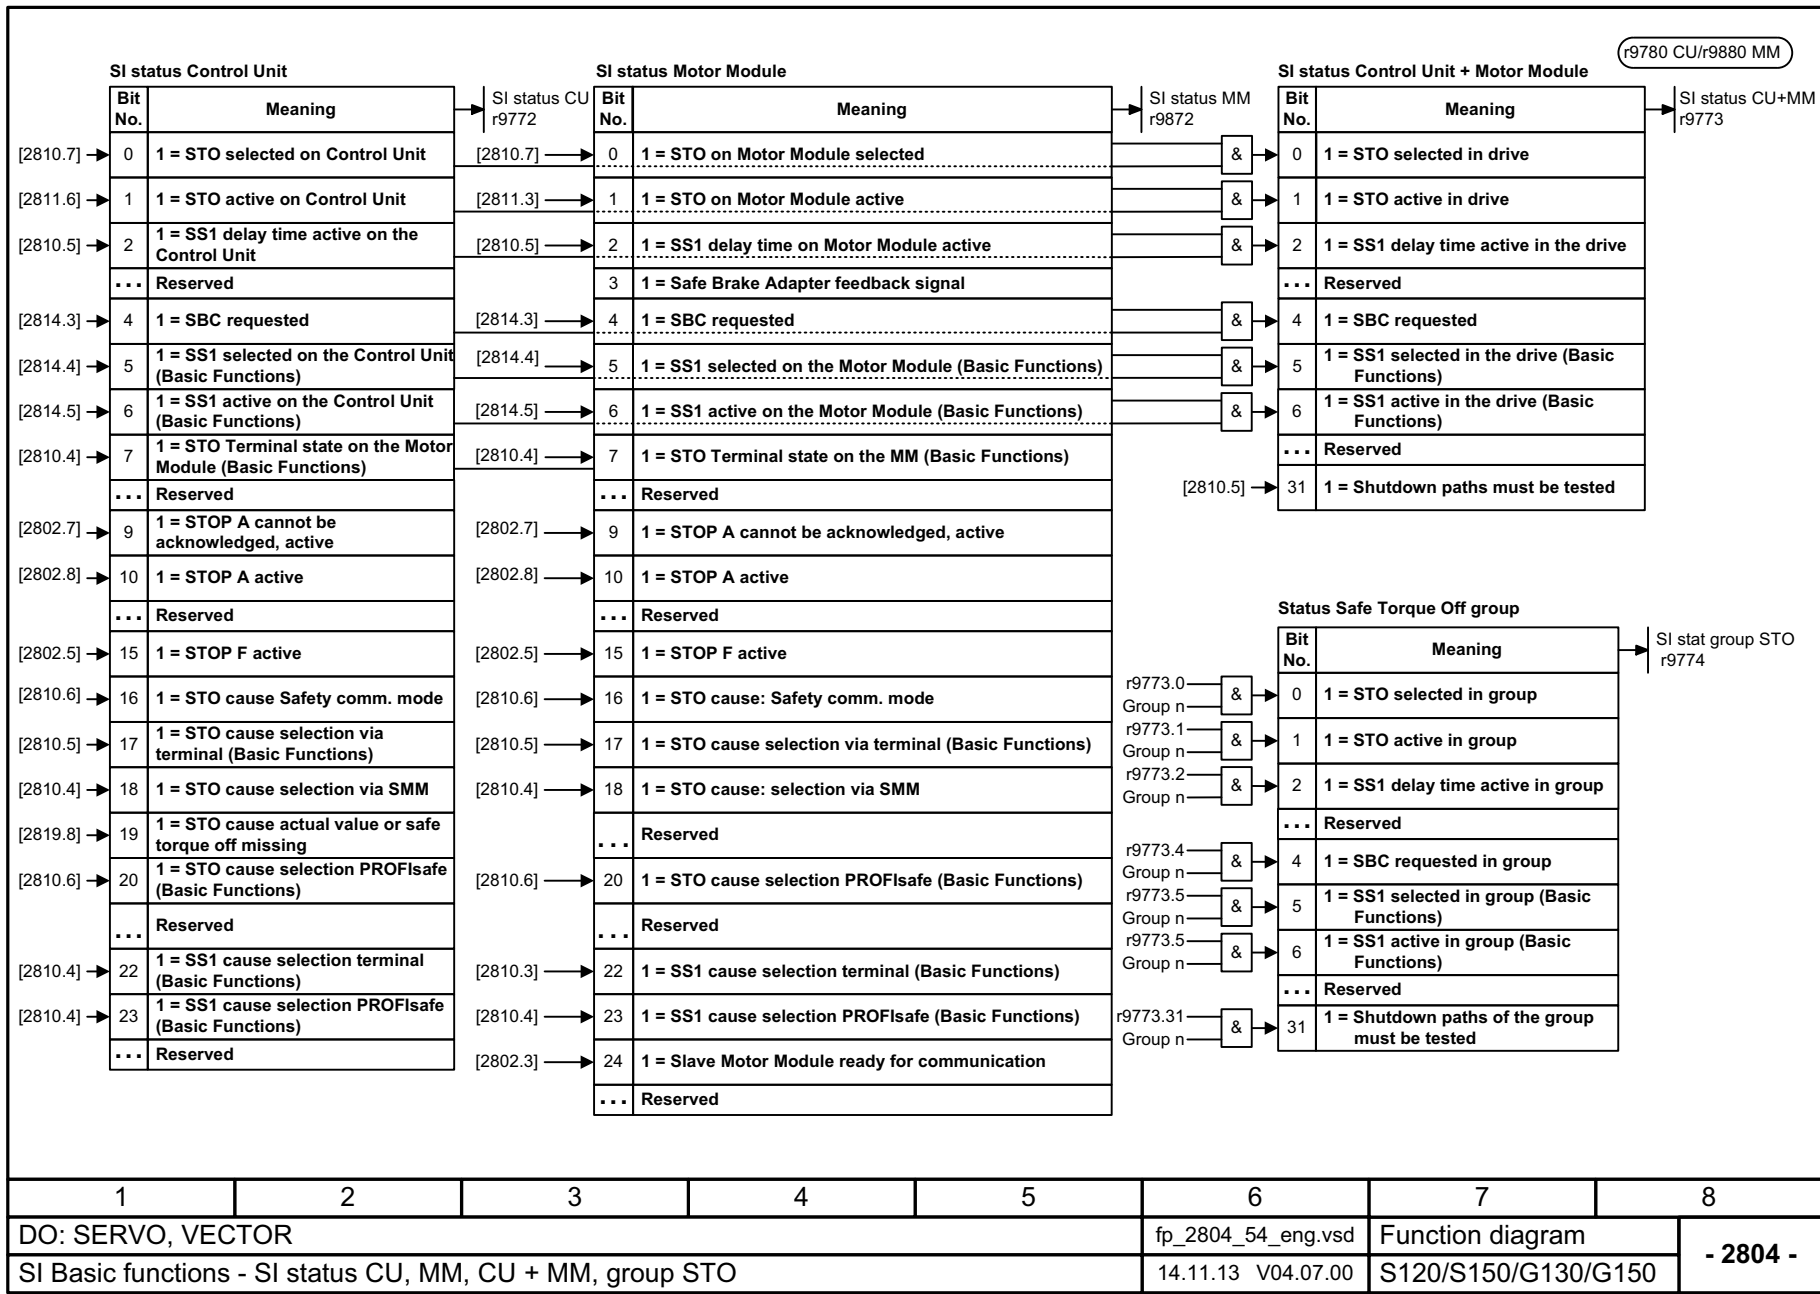 r9780 CU/r9880 MM
SI status Control Unit
Bit No. Meaning
SI status CU
r9772
[2810.7] 0 1 = STO selected on Control Unit
[2811.6] 1 1 = STO active on Control Unit
[2810.5] 2 1 = SS1 delay time active on the
Control Unit
... Reserved
[2814.3] 4 1 = SBC requested
[2814.4] 5 1 = SS1 selected on the Control Unit
(Basic Functions)
[2814.5] 6 1 = SS1 active on the Control Unit
(Basic Functions)
[2810.4] 7 1 = STO Terminal state on the Motor
Module (Basic Functions)
... Reserved
[2802.7] 9 1 = STOP A cannot be
acknowledged, active
[2802.8] 10 1 = STOP A active
... Reserved
[2802.5] 15 1 = STOP F active
[2810.6] 16 1 = STO cause Safety comm. mode
[2810.5] 17 1 = STO cause selection via
terminal (Basic Functions)
[2810.4] 18 1 = STO cause selection via SMM
[2819.8] 19 1 = STO cause actual value or safe
torque off missing
[2810.6] 20 1 = STO cause selection PROFIsafe
(Basic Functions)
... Reserved
[2810.4] 22 1 = SS1 cause selection terminal
(Basic Functions)
[2810.4] 23 1 = SS1 cause selection PROFIsafe
(Basic Functions)
... Reserved
SI status Motor Module
Bit No. Meaning
SI status MM
r9872
[2810.7] 0 1 = STO on Motor Module selected
[2811.3] 1 1 = STO on Motor Module active
[2810.5] 2 1 = SS1 delay time on Motor Module active
3 1 = Safe Brake Adapter feedback signal
[2814.3] 4 1 = SBC requested
[2814.4] 5 1 = SS1 selected on the Motor Module (Basic Functions)
[2814.5] 6 1 = SS1 active on the Motor Module (Basic Functions)
[2810.4] 7 1 = STO Terminal state on the MM (Basic Functions)
... Reserved
[2802.7] 9 1 = STOP A cannot be acknowledged, active
[2802.8] 10 1 = STOP A active
... Reserved
[2802.5] 15 1 = STOP F active
[2810.6] 16 1 = STO cause: Safety comm. mode
[2810.5] 17 1 = STO cause selection via terminal (Basic Functions)
[2810.4] 18 1 = STO cause: selection via SMM
... Reserved
[2810.6] 20 1 = STO cause selection PROFIsafe (Basic Functions)
... Reserved
[2810.3] 22 1 = SS1 cause selection terminal (Basic Functions)
[2810.4] 23 1 = SS1 cause selection PROFIsafe (Basic Functions)
[2802.3] 24 1 = Slave Motor Module ready for communication
... Reserved
SI status Control Unit + Motor Module
Bit No. Meaning
SI status CU+MM
r9773
& 0 1 = STO selected in drive
& 1 1 = STO active in drive
& 2 1 = SS1 delay time active in the drive
... Reserved
& 4 1 = SBC requested
& 5 1 = SS1 selected in the drive (Basic
Functions)
& 6 1 = SS1 active in the drive (Basic
Functions)
... Reserved
[2810.5] 31 1 = Shutdown paths must be tested
Status Safe Torque Off group
Bit No. Meaning
SI stat group STO
r9774
r9773.0
Group n & 0 1 = STO selected in group
r9773.1
Group n & 1 1 = STO active in group
r9773.2
Group n & 2 1 = SS1 delay time active in group
... Reserved
r9773.4
Group n & 4 1 = SBC requested in group
r9773.5
Group n & 5 1 = SS1 selected in group (Basic
Functions)
r9773.5
Group n & 6 1 = SS1 active in group (Basic
Functions)
... Reserved
r9773.31
Group n & 31 1 = Shutdown paths of the group
must be tested
1 2 3 4 5 6 7 8
DO: SERVO, VECTOR fp_2804_54_eng.vsd Function diagram
- 2804 -
SI Basic functions - SI status CU, MM, CU + MM, group STO 14.11.13 V04.07.00 S120/S150/G130/G150